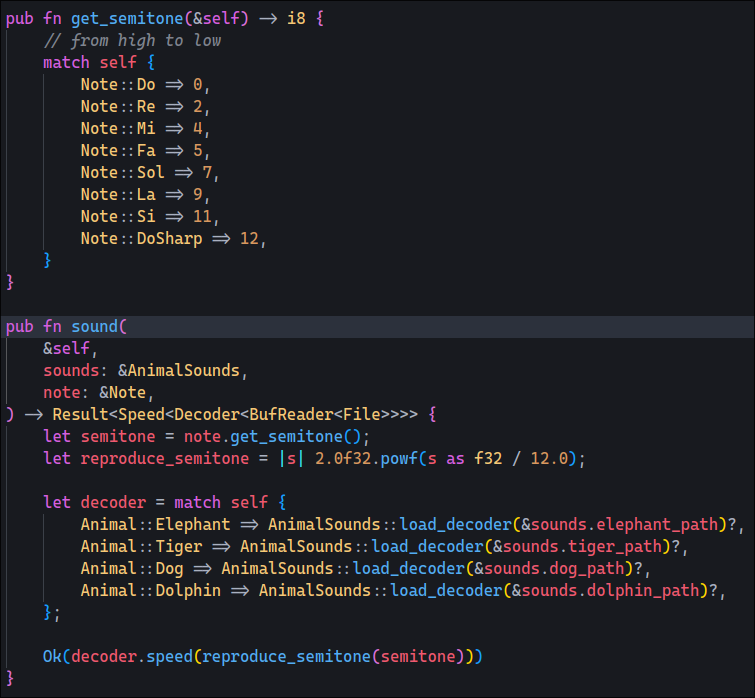 pub fn get_semitone(&self) -> i8 {
    // from high to low
    match self {
        Note::Do => 0,
        Note::Re => 2,
        Note::Mi => 4,
        Note::Fa => 5,
        Note::Sol => 7,
        Note::La => 9,
        Note::Si => 11,
        Note::DoSharp => 12,
    }
}
pub fn sound(
    &self,
    sounds: &AnimalSounds,
    note: &Note,
) -> Result<Speed<Decoder<BufReader<File>>>> {
    let semitone = note.get_semitone();
    let reproduce_semitone = |s| 2.0f32.powf(s as f32 / 12.0);
    let decoder = match self {
        Animal::Elephant => AnimalSounds::load_decoder(&sounds.elephant_path)?,
        Animal::Tiger => AnimalSounds::load_decoder(&sounds.tiger_path)?,
        Animal::Dog => AnimalSounds::load_decoder(&sounds.dog_path)?,
        Animal::Dolphin => AnimalSounds::load_decoder(&sounds.dolphin_path)?,
    };
    Ok(decoder.speed(reproduce_semitone(semitone)))
}